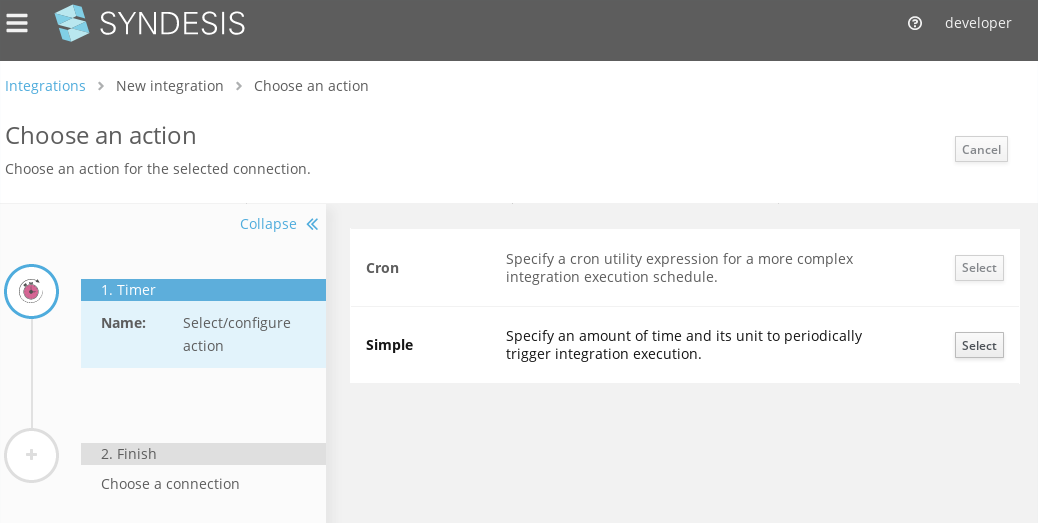 SYNDESIS
developer
Integrations > New integration > Choose an action
Choose an action
Cancel
Choose an action for the selected connection.
Collapse
1. Timer
Name: Select/configure
action
2. Finish
Choose a connection
Cron
Specify a cron utility expression for a more complex
integration execution schedule.
Select
Simple
Specify an amount of time and its unit to periodically
trigger integration execution.
Select